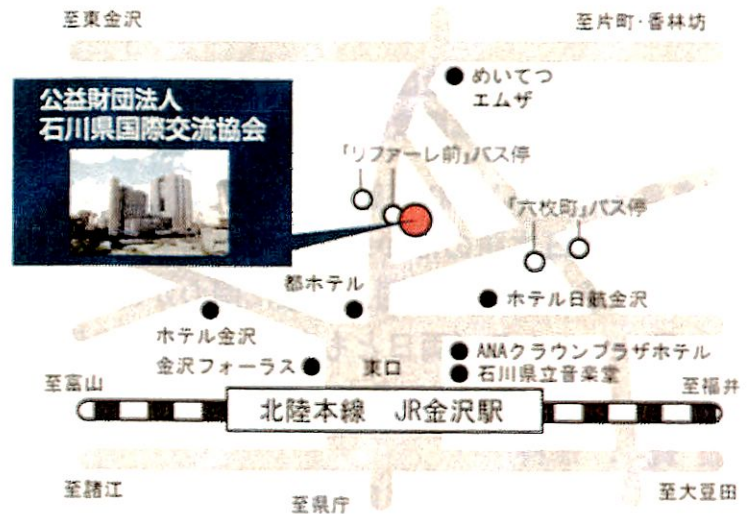 至東金沢
至片町・香林坊
めいてつ
エムザ
公益財団法人
石川県国際交流協会
「リファーレ前」バス停
「六枚町」バス停
都ホテル
ホテル日航金沢
ホテル金沢
金沢フォーラス
東口
ANAクラウンプラザホテル
石川県立音楽堂
至富山
至福井
北陸本線 JR金沢駅
至諸江
至県庁
至大豆田